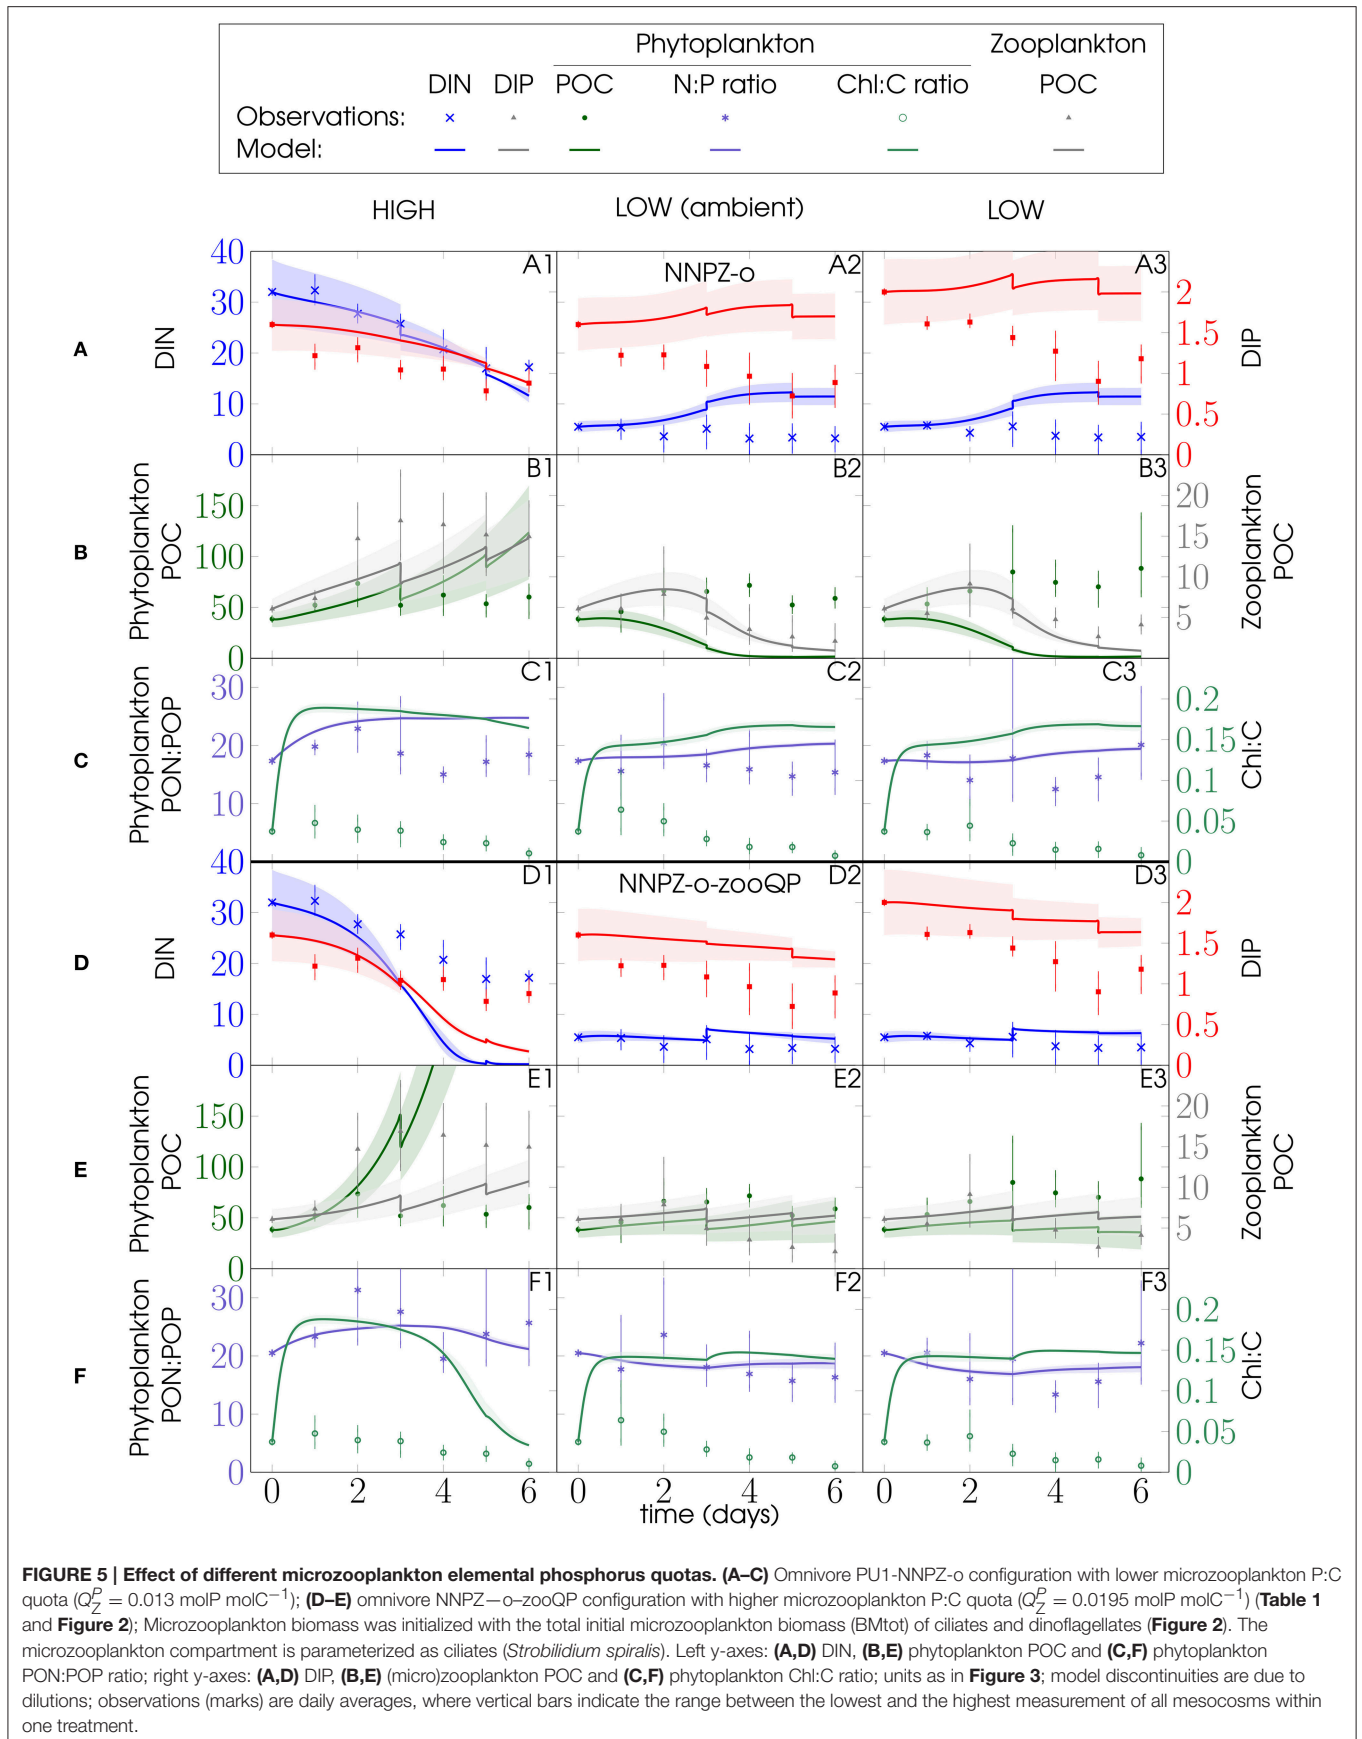 Phytoplankton Zooplankton
DIN DIP POC N:P ratio Chl:C ratio POC
Observations:
Model:
HIGH LOW (ambient) LOW
40 A1 NNPZ-o A2 A3
30 2
A DIN 20 1.5 DIP
1
10 0.5
0 0
B1 B2 B3
150 20
B Phytoplankton POC 100 15 Zooplankton POC
10
50 5
0
C1 C2 C3
30 0.2
C Phytoplankton PON:POP 20 0.15 Chl:C
0.1
10 0.05
0
40 D1 NNPZ-o-zooQP D2 D3
30 2
D DIN 20 1.5 DIP
1
10 0.5
0 0
E1 E2 E3
150 20
E Phytoplankton POC 100 15 Zooplankton POC
10
50 5
0
F1 F2 F3
30 0.2
F Phytoplankton PON:POP 20 0.15 Chl:C
0.1
10 0.05
0 0
0 2 4 6 0 2 4 6 0 2 4 6
time (days)
FIGURE 5 | Effect of different microzooplankton elemental phosphorus quotas. (A–C) Omnivore PU1-NNPZ-o configuration with lower microzooplankton P:C
quota (Q_Z^P = 0.013 molP molC⁻¹); (D–E) omnivore NNPZ—o–zooQP configuration with higher microzooplankton P:C quota (Q_Z^P = 0.0195 molP molC⁻¹) (Table 1
and Figure 2); Microzooplankton biomass was initialized with the total initial microzooplankton biomass (BMtot) of ciliates and dinoflagellates (Figure 2). The
microzooplankton compartment is parameterized as ciliates (Strobilidium spiralis). Left y-axes: (A,D) DIN, (B,E) phytoplankton POC and (C,F) phytoplankton
PON:POP ratio; right y-axes: (A,D) DIP, (B,E) (micro)zooplankton POC and (C,F) phytoplankton Chl:C ratio; units as in Figure 3; model discontinuities are due to
dilutions; observations (marks) are daily averages, where vertical bars indicate the range between the lowest and the highest measurement of all mesocosms within
one treatment.